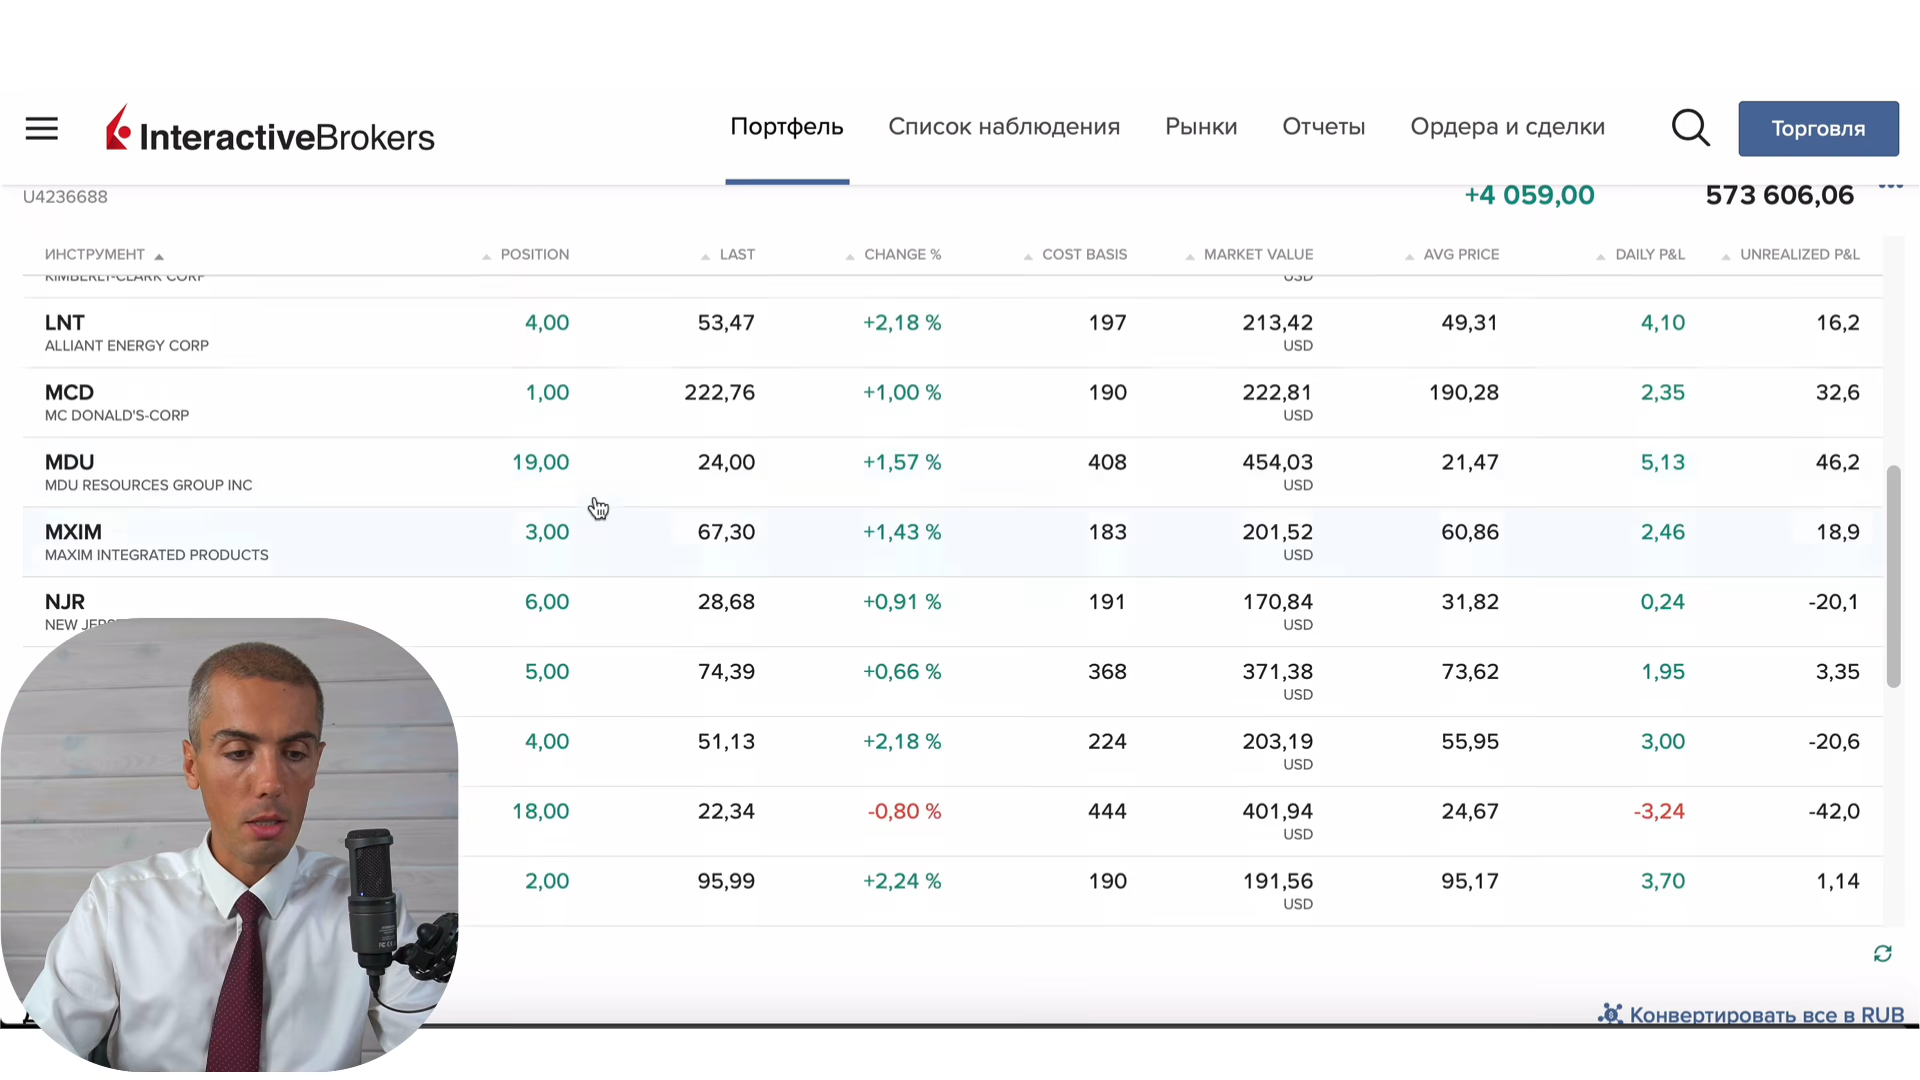 InteractiveBrokers
Портфель Список наблюдения Рынки Отчеты Ордера и сделки Торговля
U4236688 +4 059,00 573 606,06
ИНСТРУМЕНТ POSITION LAST CHANGE % COST BASIS MARKET VALUE AVG PRICE DAILY P&L UNREALIZED P&L
KIMBERLY-CLARK CORP USD
LNT 4,00 53,47 +2,18 % 197 213,42 49,31 4,10 16,2
ALLIANT ENERGY CORP USD
MCD 1,00 222,76 +1,00 % 190 222,81 190,28 2,35 32,6
MC DONALD'S-CORP USD
MDU 19,00 24,00 +1,57 % 408 454,03 21,47 5,13 46,2
MDU RESOURCES GROUP INC USD
MXIM 3,00 67,30 +1,43 % 183 201,52 60,86 2,46 18,9
MAXIM INTEGRATED PRODUCTS USD
NJR 6,00 28,68 +0,91 % 191 170,84 31,82 0,24 -20,1
NEW USD
5,00 74,39 +0,66 % 368 371,38 73,62 1,95 3,35
USD
4,00 51,13 +2,18 % 224 203,19 55,95 3,00 -20,6
USD
18,00 22,34 -0,80 % 444 401,94 24,67 -3,24 -42,0
USD
2,00 95,99 +2,24 % 190 191,56 95,17 3,70 1,14
USD
Конвертировать все в RUB